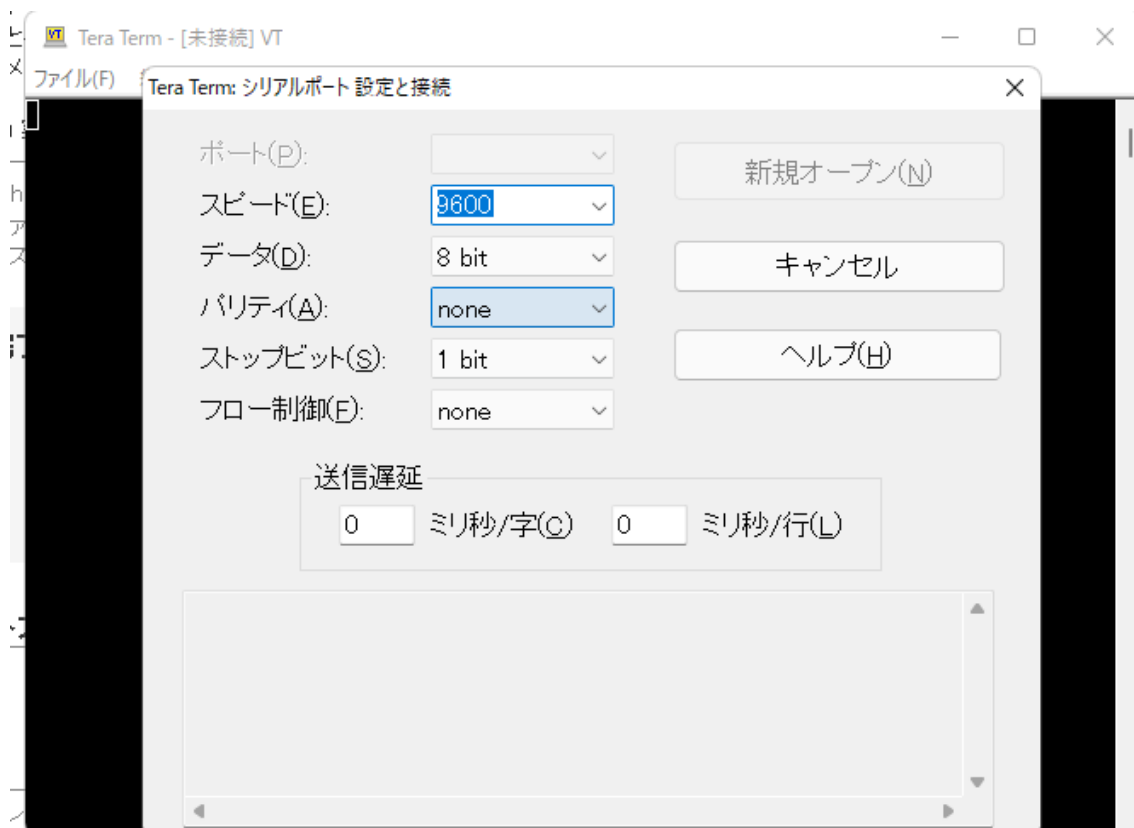 Tera Term - [未接続] VT
ファイル(F)
Tera Term: シリアルポート 設定と接続
ポート(P):
新規オープン(N)
スピード(E): 9600
データ(D): 8 bit
キャンセル
パリティ(A): none
ストップビット(S): 1 bit
ヘルプ(H)
フロー制御(F): none
送信遅延
0 ミリ秒/字(C) 0 ミリ秒/行(L)